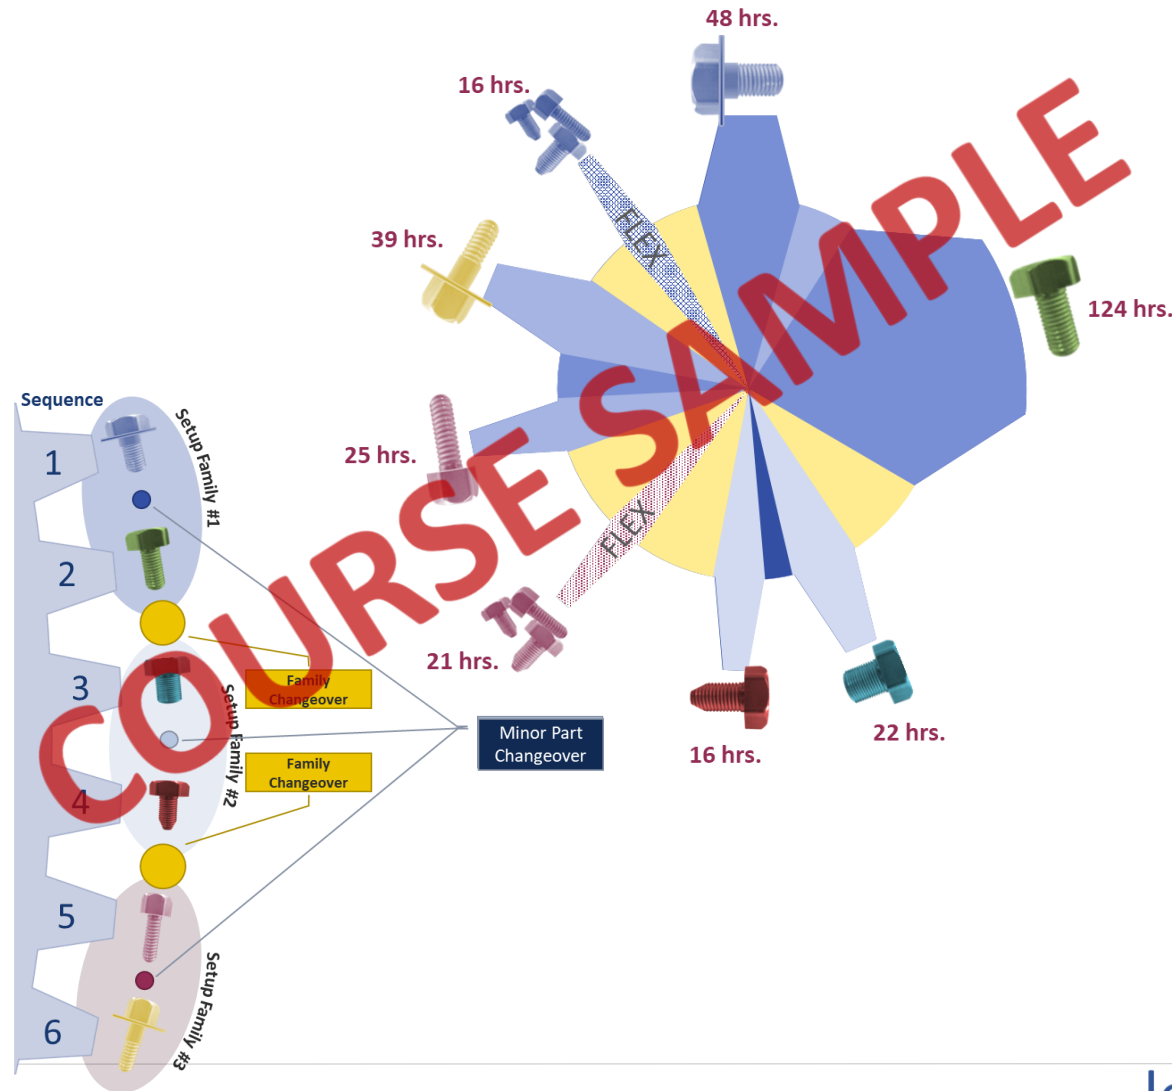 48 hrs.
16 hrs.
FLEX
39 hrs.
124 hrs.
Sequence
Setup Family #1
1
25 hrs.
2
FLEX
21 hrs.
3
Family
Changeover
Setup Family #2
16 hrs.
22 hrs.
Minor Part
Changeover
Family
Changeover
4
5
Setup Family #3
6
COURSE SAMPLE